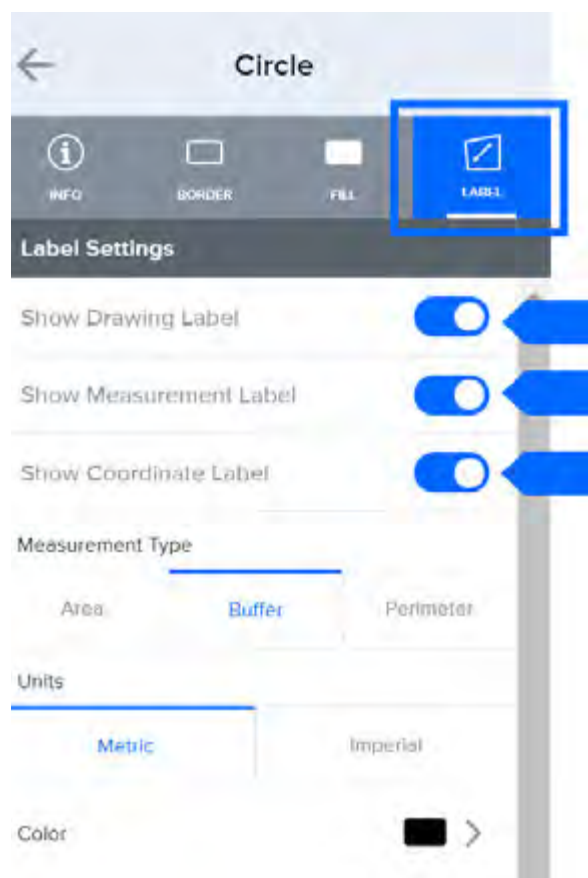 Circle
INFO BORDER FILL LABEL
Label Settings
Show Drawing Label
Show Measurement Label
Show Coordinate Label
Measurement Type
Area Buffer Perimeter
Units
Metric Imperial
Color